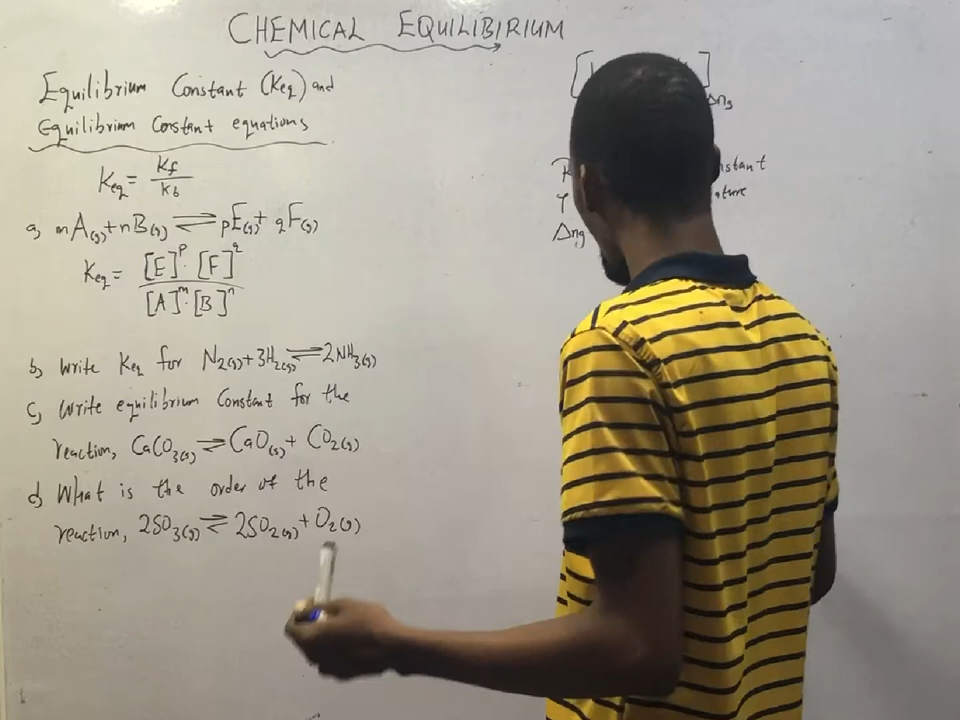 CHEMICAL EQUILIBIRIUM
Equilibrium Constant (Keq) and
Equilibrium Constant equations
Keq = Kf / Kb
a, mA(g) + nB(g) ⇌ pE(g) + qF(g)
Keq = [E]^p · [F]^q / [A]^m · [B]^n
b, Write Keq for N2(g) + 3H2(g) ⇌ 2NH3(g)
C, Write equilibrium Constant for the
reaction, CaCO3(s) ⇌ CaO(s) + CO2(g)
d, What is the order of the
reaction, 2SO3(g) ⇌ 2SO2(g) + O2(g)
Δng
Δng